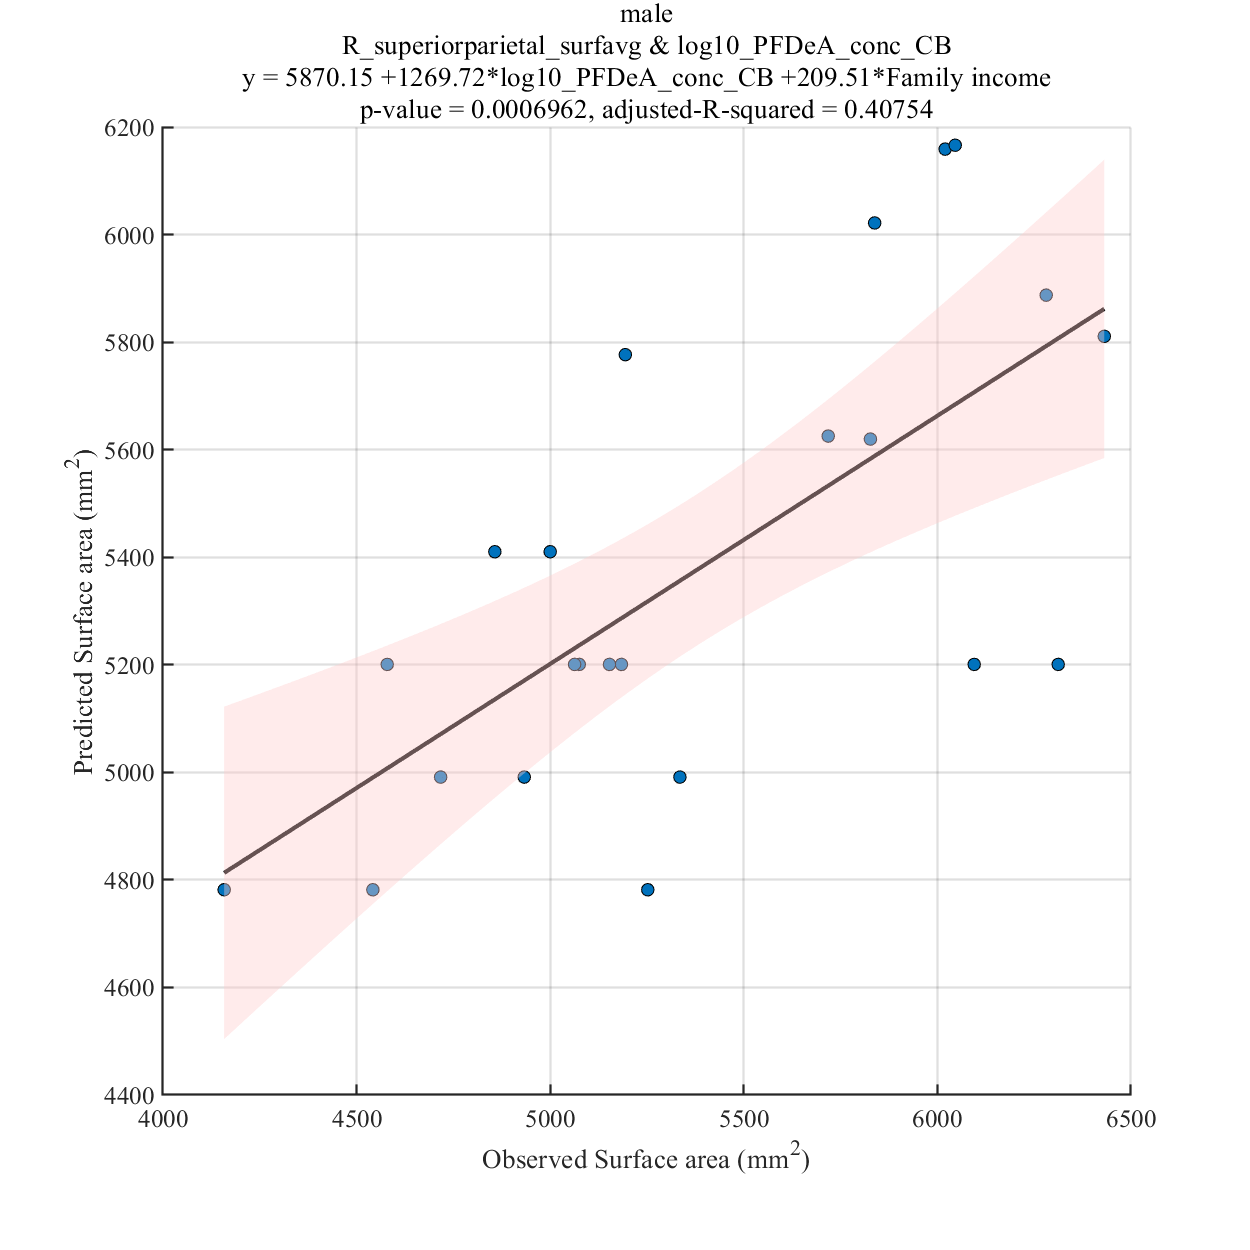 male
R_superiorparietal_surfavg & log10_PFDeA_conc_CB
y = 5870.15 +1269.72*log10_PFDeA_conc_CB +209.51*Family income
p-value = 0.0006962, adjusted-R-squared = 0.40754
6200
6000
5800
5600
5400
5200
5000
4800
4600
4400
Predicted Surface area (mm²)
4000 4500 5000 5500 6000 6500
Observed Surface area (mm²)